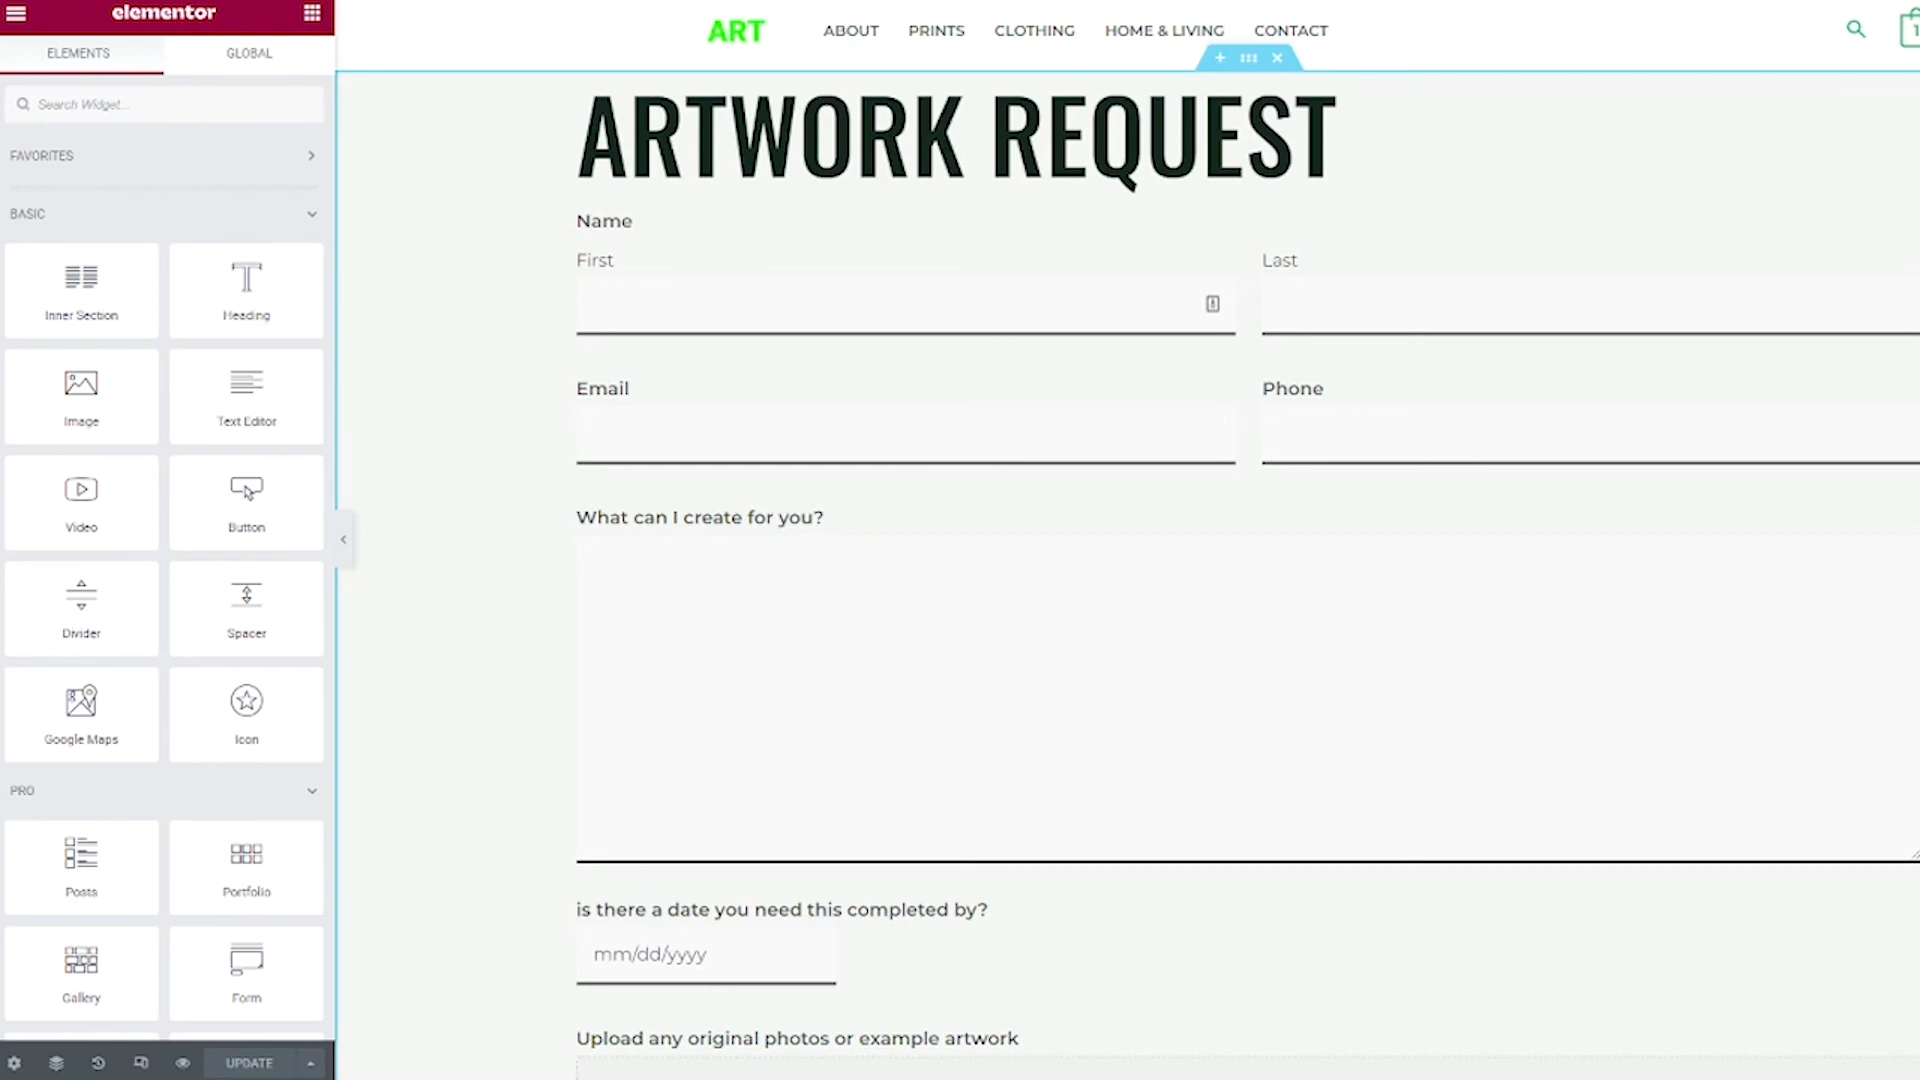 elementor
ELEMENTS GLOBAL
Search Widget...
FAVORITES
BASIC
Inner Section Heading
Image Text Editor
Video Button
Divider Spacer
Google Maps Icon
PRO
Posts Portfolio
Gallery Form
UPDATE
ART ABOUT PRINTS CLOTHING HOME & LIVING CONTACT
1
ARTWORK REQUEST
Name
First Last
Email Phone
What can I create for you?
is there a date you need this completed by?
mm/dd/yyyy
Upload any original photos or example artwork